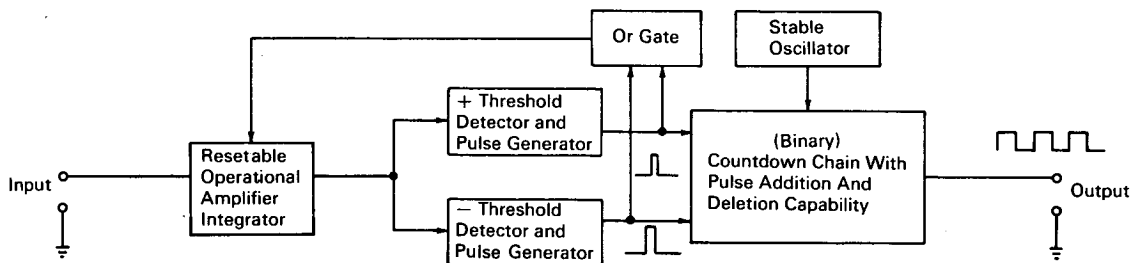 Or Gate
Stable
Oscillator
+ Threshold
Detector and
Pulse Generator
Resetable
Operational
Amplifier
Integrator
Input
(Binary)
Countdown Chain With
Pulse Addition And
Deletion Capability
Output
− Threshold
Detector and
Pulse Generator